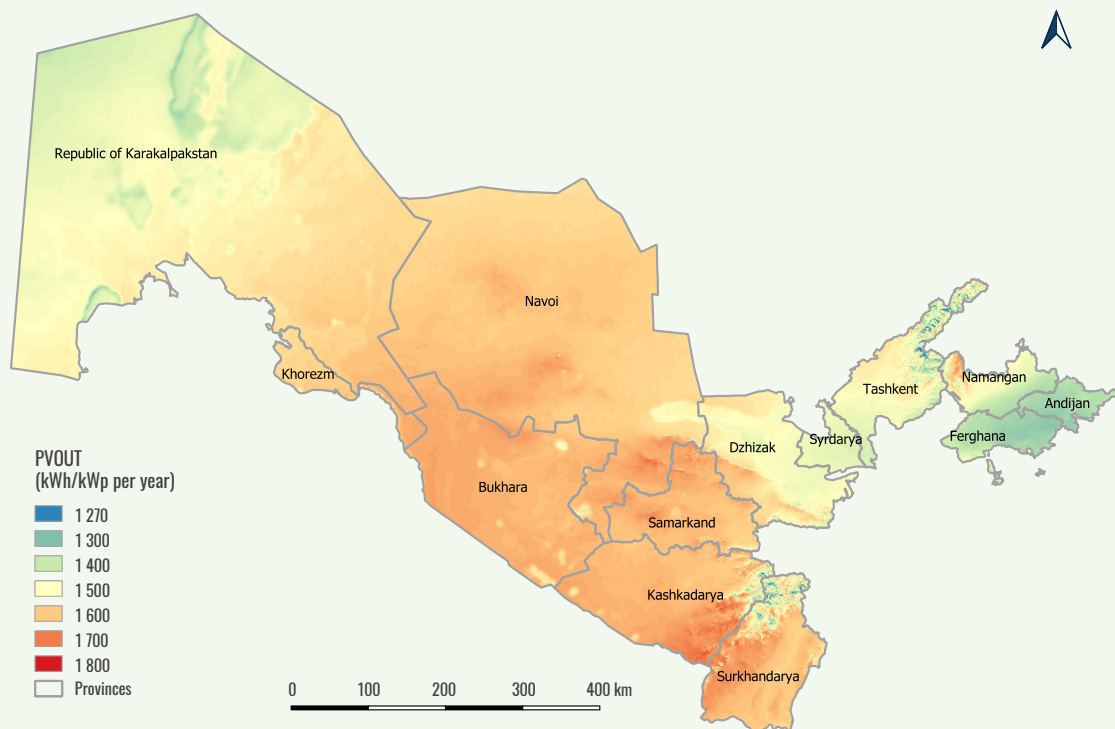 Republic of Karakalpakstan
Navoi
Khorezm
Tashkent
Namangan
Andijan
Ferghana
Syrdarya
Dzhizak
Bukhara
Samarkand
Kashkadarya
Surkhandarya
PVOUT
(kWh/kWp per year)
1 270
1 300
1 400
1 500
1 600
1 700
1 800
Provinces
0 100 200 300 400 km